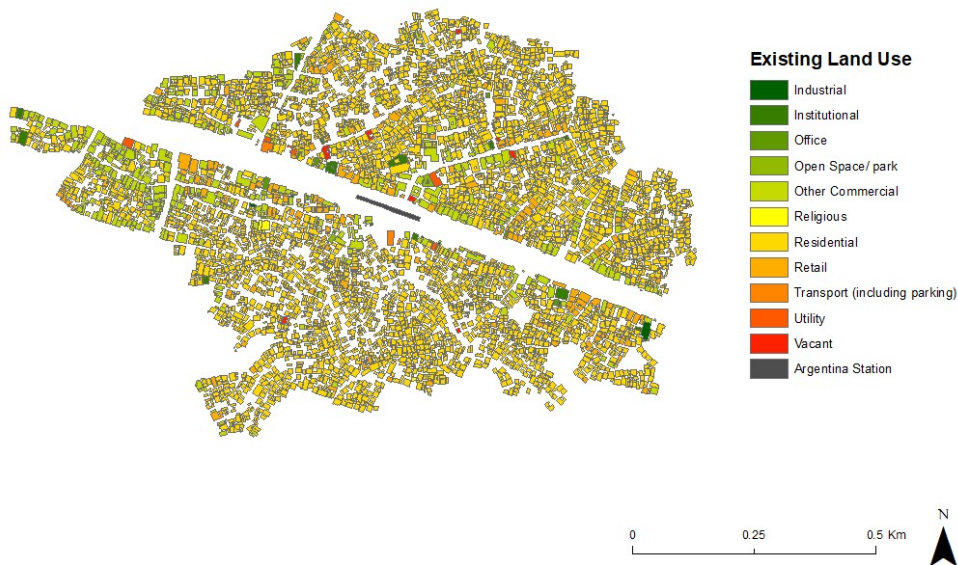 Existing Land Use
Industrial
Institutional
Office
Open Space/ park
Other Commercial
Religious
Residential
Retail
Transport (including parking)
Utility
Vacant
Argentina Station
N
0 0.25 0.5 Km